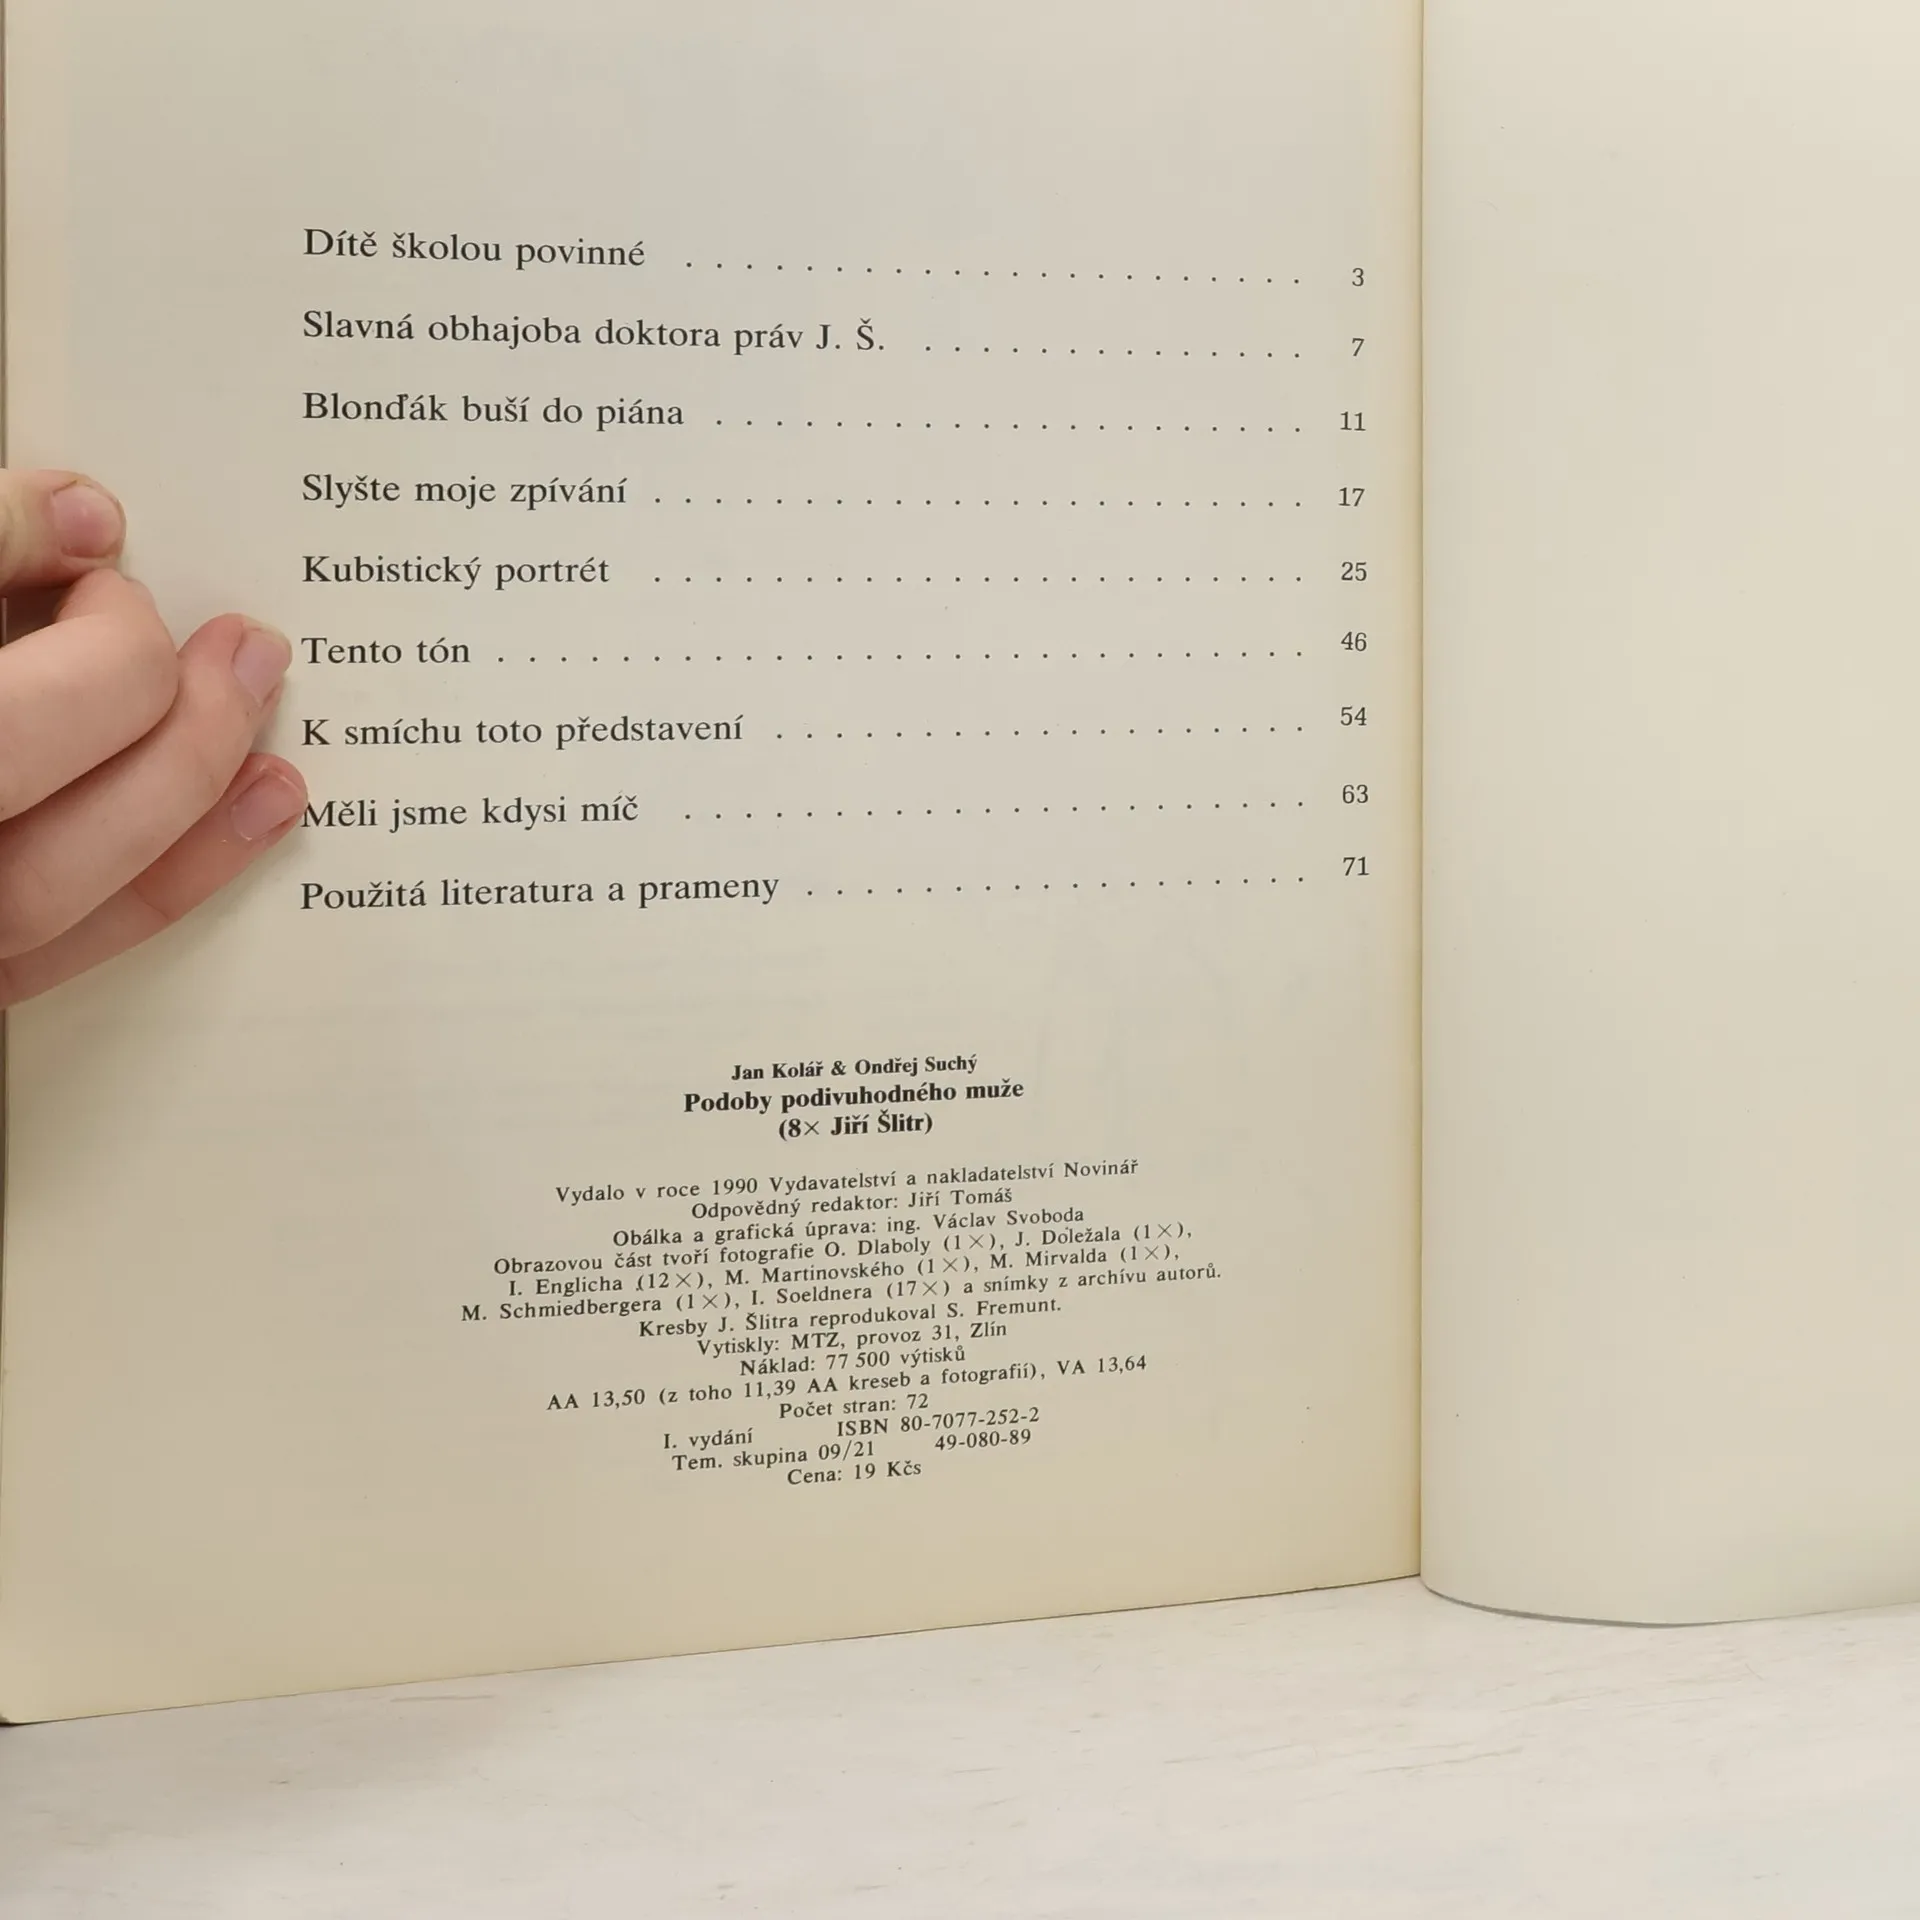 Dítě školou povinné . . . . . . . . . . . . . . . . . . . . . 3
Slavná obhajoba doktora práv J. Š. . . . . . . . . . . . . . . 7
Blonďák buší do piána . . . . . . . . . . . . . . . . . . . . 11
Slyšte moje zpívání . . . . . . . . . . . . . . . . . . . . . . 17
Kubistický portrét . . . . . . . . . . . . . . . . . . . . . . 25
Tento tón . . . . . . . . . . . . . . . . . . . . . . . . . . . 46
K smíchu toto představení . . . . . . . . . . . . . . . . . . 54
Měli jsme kdysi míč . . . . . . . . . . . . . . . . . . . . . 63
Použitá literatura a prameny . . . . . . . . . . . . . . . . . 71
Jan Kolář & Ondřej Suchý
Podoby podivuhodného muže
(8× Jiří Šlitr)
Vydalo v roce 1990 Vydavatelství a nakladatelství Novinář
Odpovědný redaktor: Jiří Tomáš
Obálka a grafická úprava: ing. Václav Svoboda
Obrazovou část tvoří fotografie O. Dlaboly (1×), J. Doležala (1×),
I. Englicha (12×), M. Martinovského (1×), M. Mirvalda (1×),
M. Schmiedbergera (1×), I. Soeldnera (17×) a snímky z archívu autorů.
Kresby J. Šlitra reprodukoval S. Fremunt.
Vytiskly: MTZ, provoz 31, Zlín
Náklad: 77 500 výtisků
AA 13,50 (z toho 11,39 AA kreseb a fotografií), VA 13,64
Počet stran: 72
I. vydání ISBN 80-7077-252-2
Tem. skupina 09/21 49-080-89
Cena: 19 Kčs